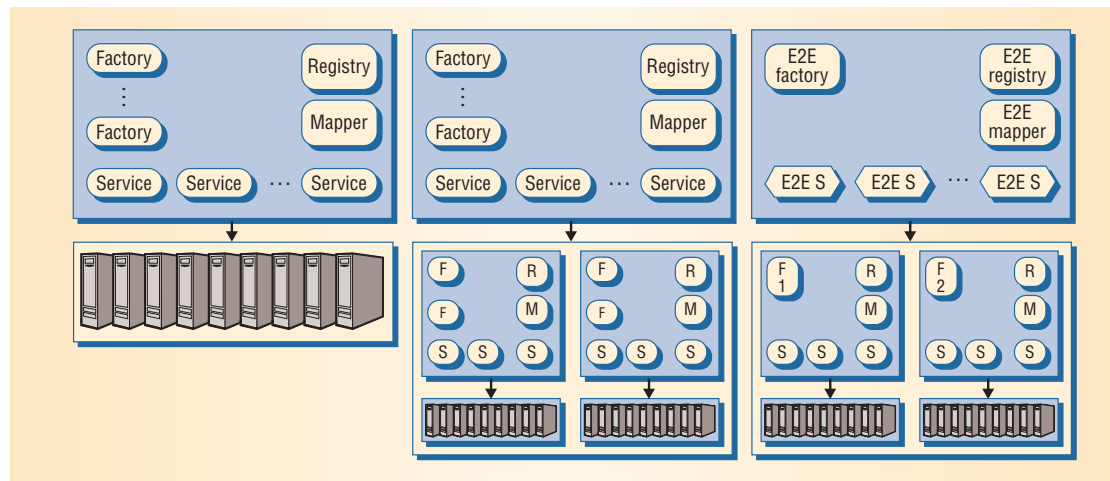 Factory
Registry
⋮
Mapper
Factory
Service Service ... Service
Factory
Registry
⋮
Mapper
Factory
Service Service ... Service
E2E
factory
E2E
registry
E2E
mapper
E2E S E2E S ... E2E S
F R
F M
S S S
F R
F M
S S S
F
1
R
M
S S S
F
2
R
M
S S S